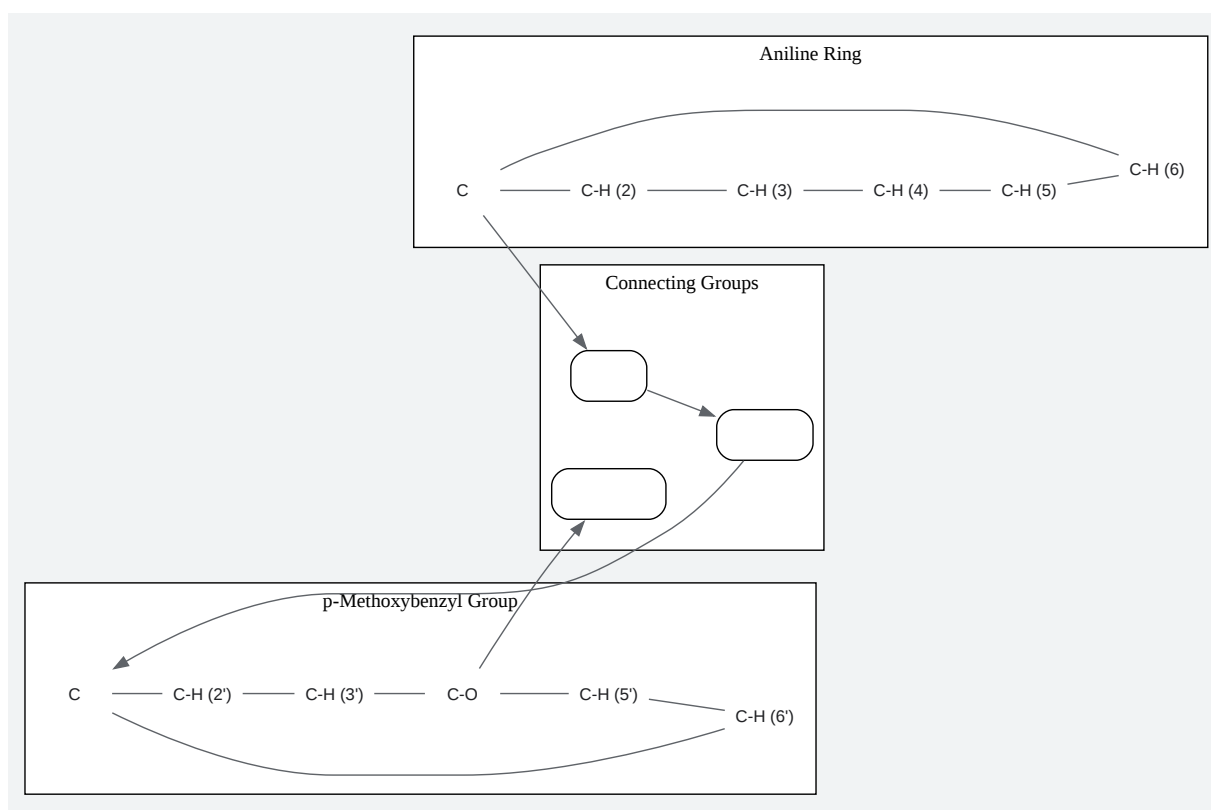 Aniline Ring
C-H (6)
C
C-H (2)
C-H (3)
C-H (4)
C-H (5)
Connecting Groups
p-Methoxybenzyl Group
C
C-H (2')
C-H (3')
C-O
C-H (5')
C-H (6')